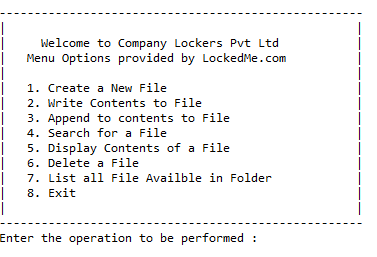 Welcome to Company Lockers Pvt Ltd
Menu Options provided by LockedMe.com
1. Create a New File
2. Write Contents to File
3. Append to contents to File
4. Search for a File
5. Display Contents of a File
6. Delete a File
7. List all File Availble in Folder
8. Exit
Enter the operation to be performed :